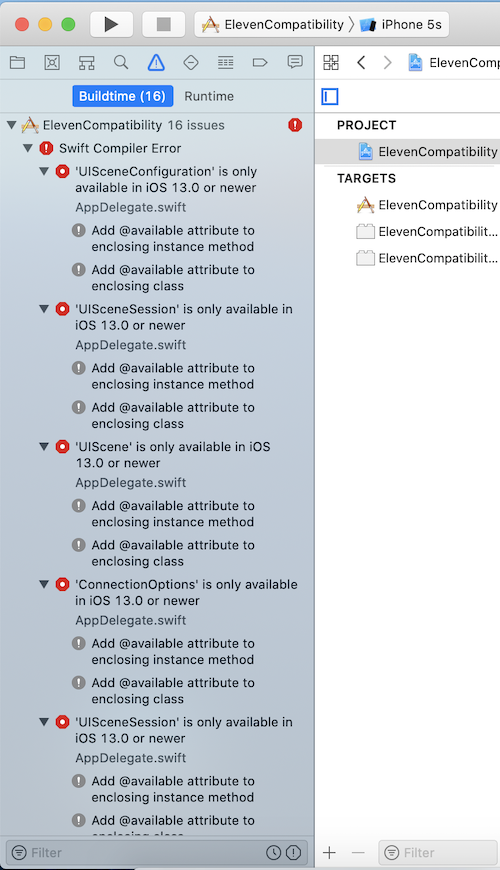 ElevenCompatibility
iPhone 5s
ElevenCompa
Buildtime (16)
Runtime
ElevenCompatibility 16 issues
Swift Compiler Error
'UISceneConfiguration' is only
available in iOS 13.0 or newer
AppDelegate.swift
Add @available attribute to
enclosing instance method
Add @available attribute to
enclosing class
'UISceneSession' is only available in
iOS 13.0 or newer
AppDelegate.swift
Add @available attribute to
enclosing instance method
Add @available attribute to
enclosing class
'UIScene' is only available in iOS
13.0 or newer
AppDelegate.swift
Add @available attribute to
enclosing instance method
Add @available attribute to
enclosing class
'ConnectionOptions' is only available
in iOS 13.0 or newer
AppDelegate.swift
Add @available attribute to
enclosing instance method
Add @available attribute to
enclosing class
'UISceneSession' is only available in
iOS 13.0 or newer
AppDelegate.swift
Add @available attribute to
enclosing instance method
Add @available attribute to
enclosing class
Filter
PROJECT
ElevenCompatibility
TARGETS
ElevenCompatibility
ElevenCompatibilit...
ElevenCompatibilit...
Filter